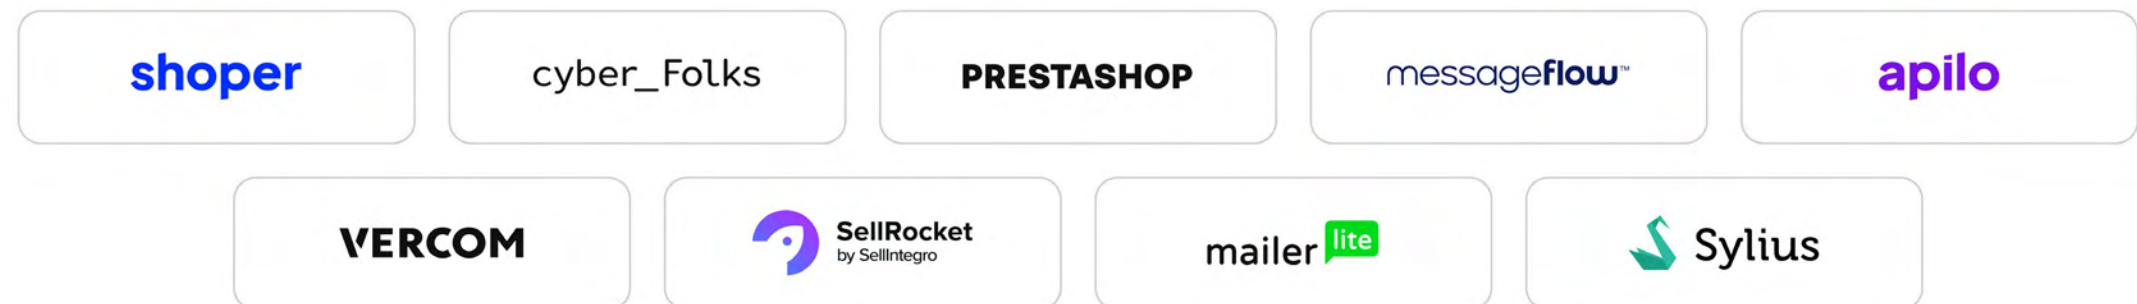 shoper
cyber_Folks
PRESTASHOP
messageflow™
apilo
VERCOM
SellRocket
by SellIntegro
mailer lite
Sylius